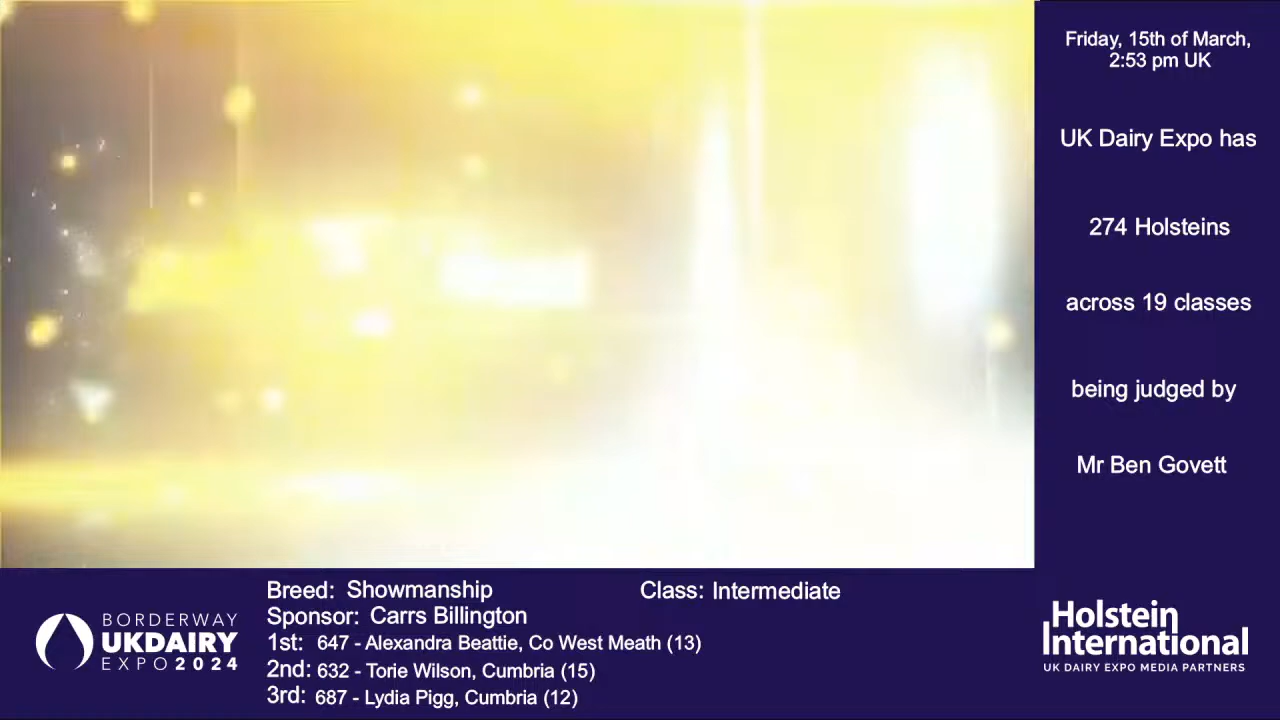 Friday, 15th of March,
2:53 pm UK
UK Dairy Expo has
274 Holsteins
across 19 classes
being judged by
Mr Ben Govett
BORDERWAY
UKDAIRY
EXPO 2024
Breed: Showmanship
Class: Intermediate
Sponsor: Carrs Billington
1st: 647 - Alexandra Beattie, Co West Meath (13)
2nd: 632 - Torie Wilson, Cumbria (15)
3rd: 687 - Lydia Pigg, Cumbria (12)
Holstein
International
UK DAIRY EXPO MEDIA PARTNERS